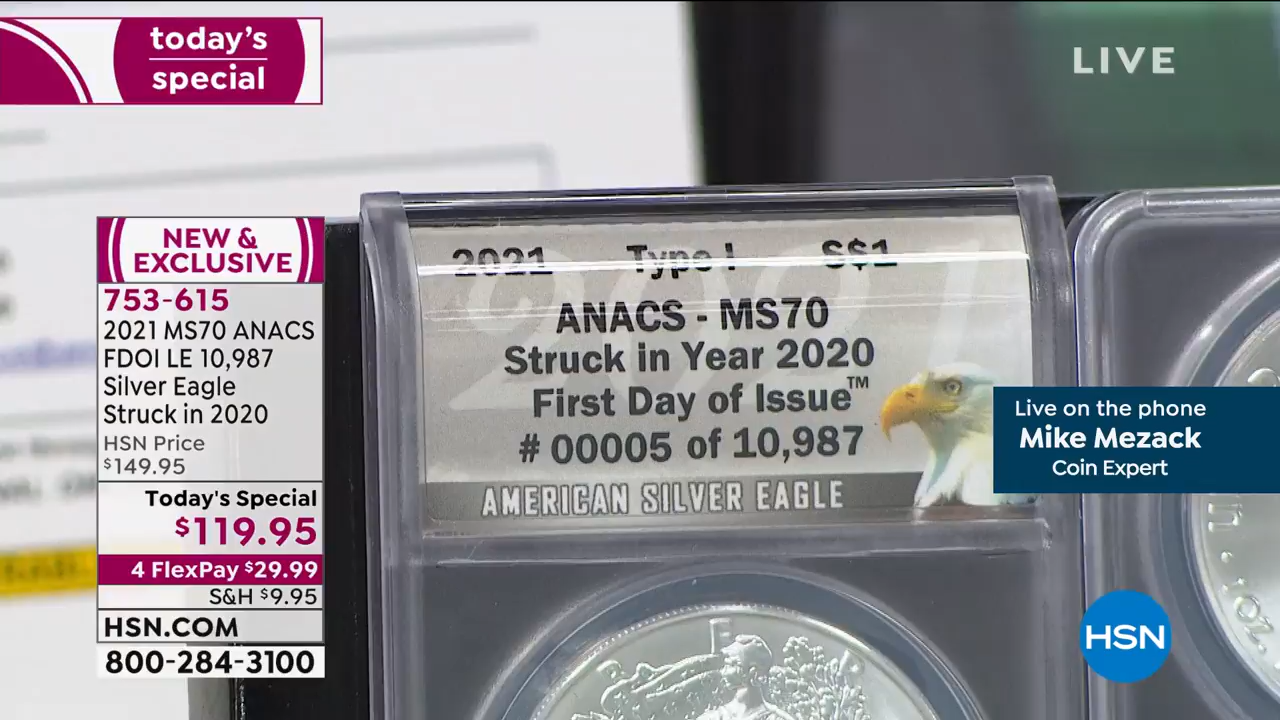 today's
special
LIVE
NEW &
EXCLUSIVE
753-615
2021 MS70 ANACS
FDOI LE 10,987
Silver Eagle
Struck in 2020
HSN Price
$149.95
Today's Special
$119.95
4 FlexPay $29.99
S&H $9.95
HSN.COM
800-284-3100
2021 Type I S$1
ANACS - MS70
Struck in Year 2020
First Day of Issue™
# 00005 of 10,987
AMERICAN SILVER EAGLE
Live on the phone
Mike Mezack
Coin Expert
HSN